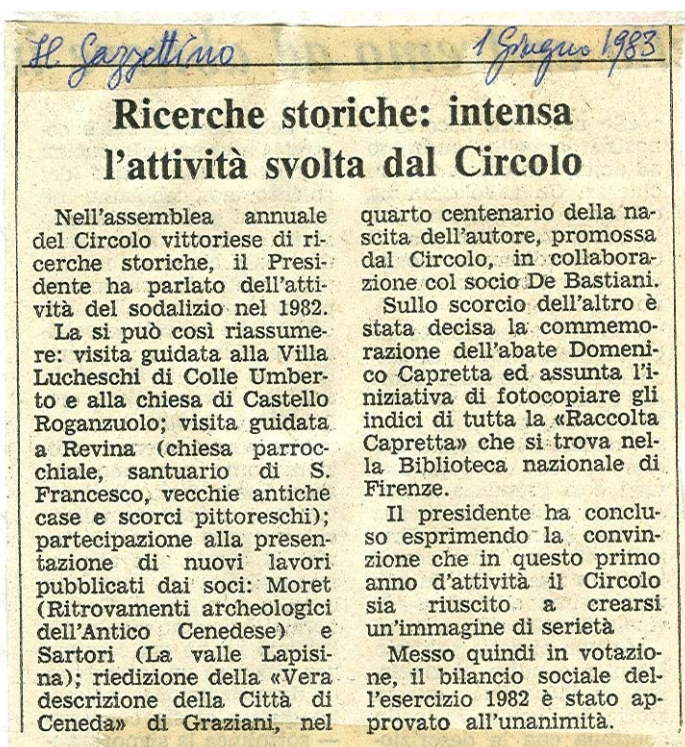 Il Gazzettino
1 Giugno 1983
Ricerche storiche: intensa
l'attività svolta dal Circolo
Nell'assemblea annuale
del Circolo vittoriese di ri-
cerche storiche, il Presi-
dente ha parlato dell'atti-
vità del sodalizio nel 1982.
La si può così riassume-
re: visita guidata alla Villa
Lucheschi di Colle Umber-
to e alla chiesa di Castello
Roganzuolo; visita guidata
a Revina (chiesa parroc-
chiale, santuario di S.
Francesco, vecchie antiche
case e scorci pittoreschi);
partecipazione alla presen-
tazione di nuovi lavori
pubblicati dai soci: Moret
(Ritrovamenti archeologici
dell'Antico Cenedese) e
Sartori (La valle Lapisi-
na); riedizione della «Vera
descrizione della Città di
Ceneda» di Graziani, nel
quarto centenario della na-
scita dell'autore, promossa
dal Circolo, in collabora-
zione col socio De Bastiani.
Sullo scorcio dell'altro è
stata decisa la commemo-
razione dell'abate Domeni-
co Capretta ed assunta l'i-
niziativa di fotocopiare gli
indici di tutta la «Raccolta
Capretta» che si trova nel-
la Biblioteca nazionale di
Firenze.
Il presidente ha conclu-
so esprimendo la convin-
zione che in questo primo
anno d'attività il Circolo
sia riuscito a crearsi
un'immagine di serietà
Messo quindi in votazio-
ne, il bilancio sociale del-
l'esercizio 1982 è stato ap-
provato all'unanimità.